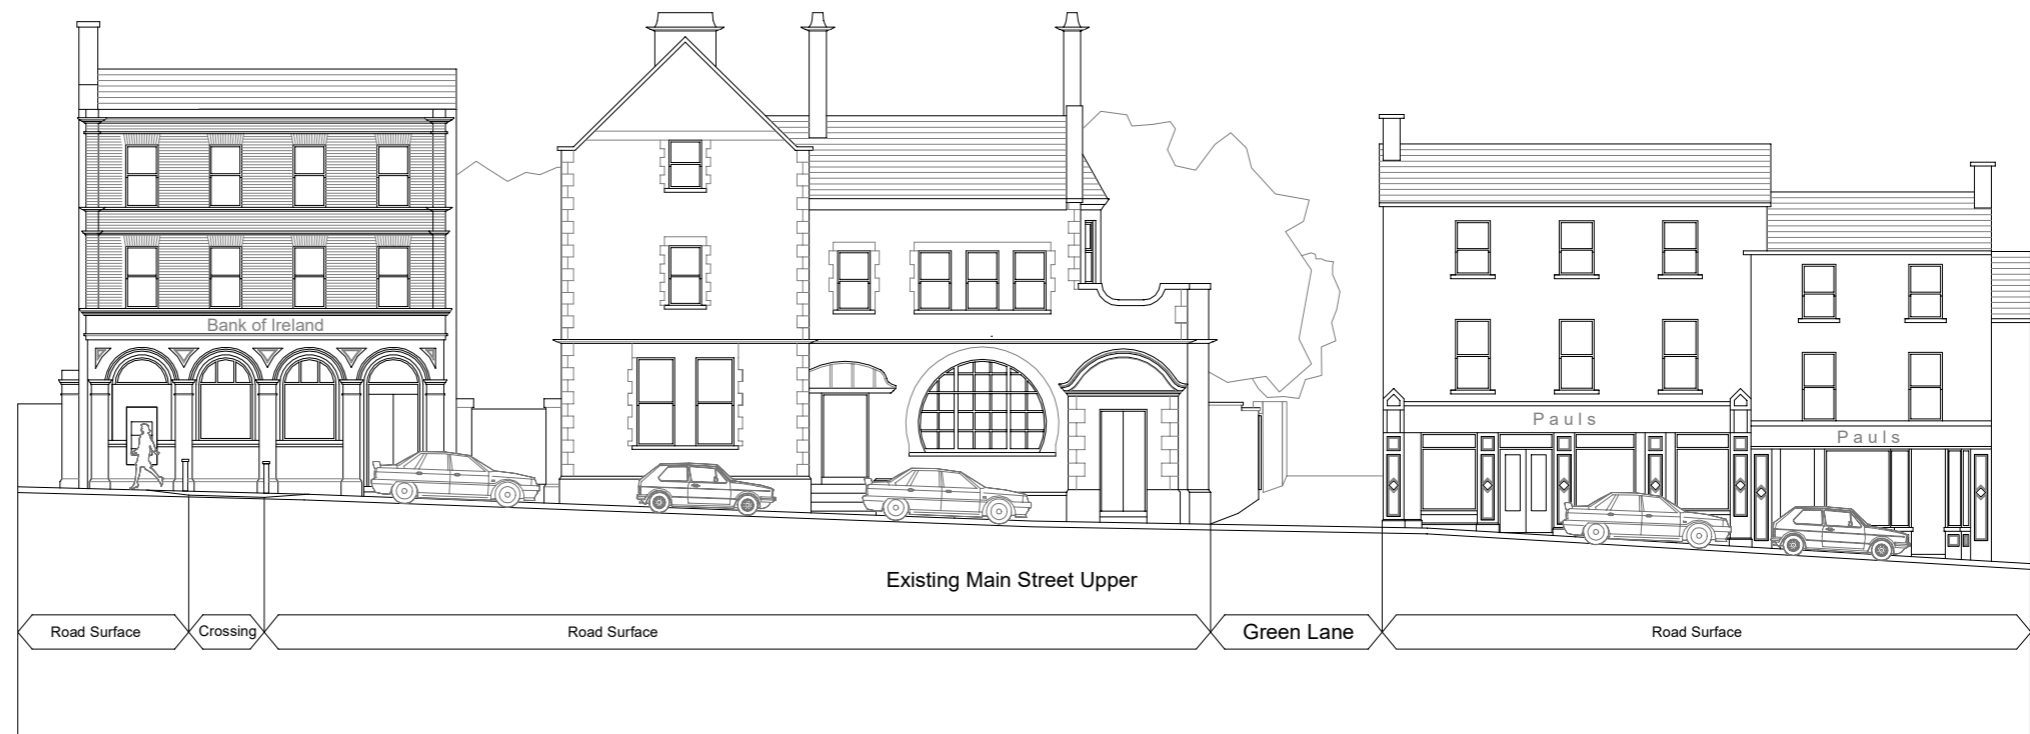 Bank of Ireland
Pauls
Pauls
Existing Main Street Upper
Road Surface
Crossing
Road Surface
Green Lane
Road Surface